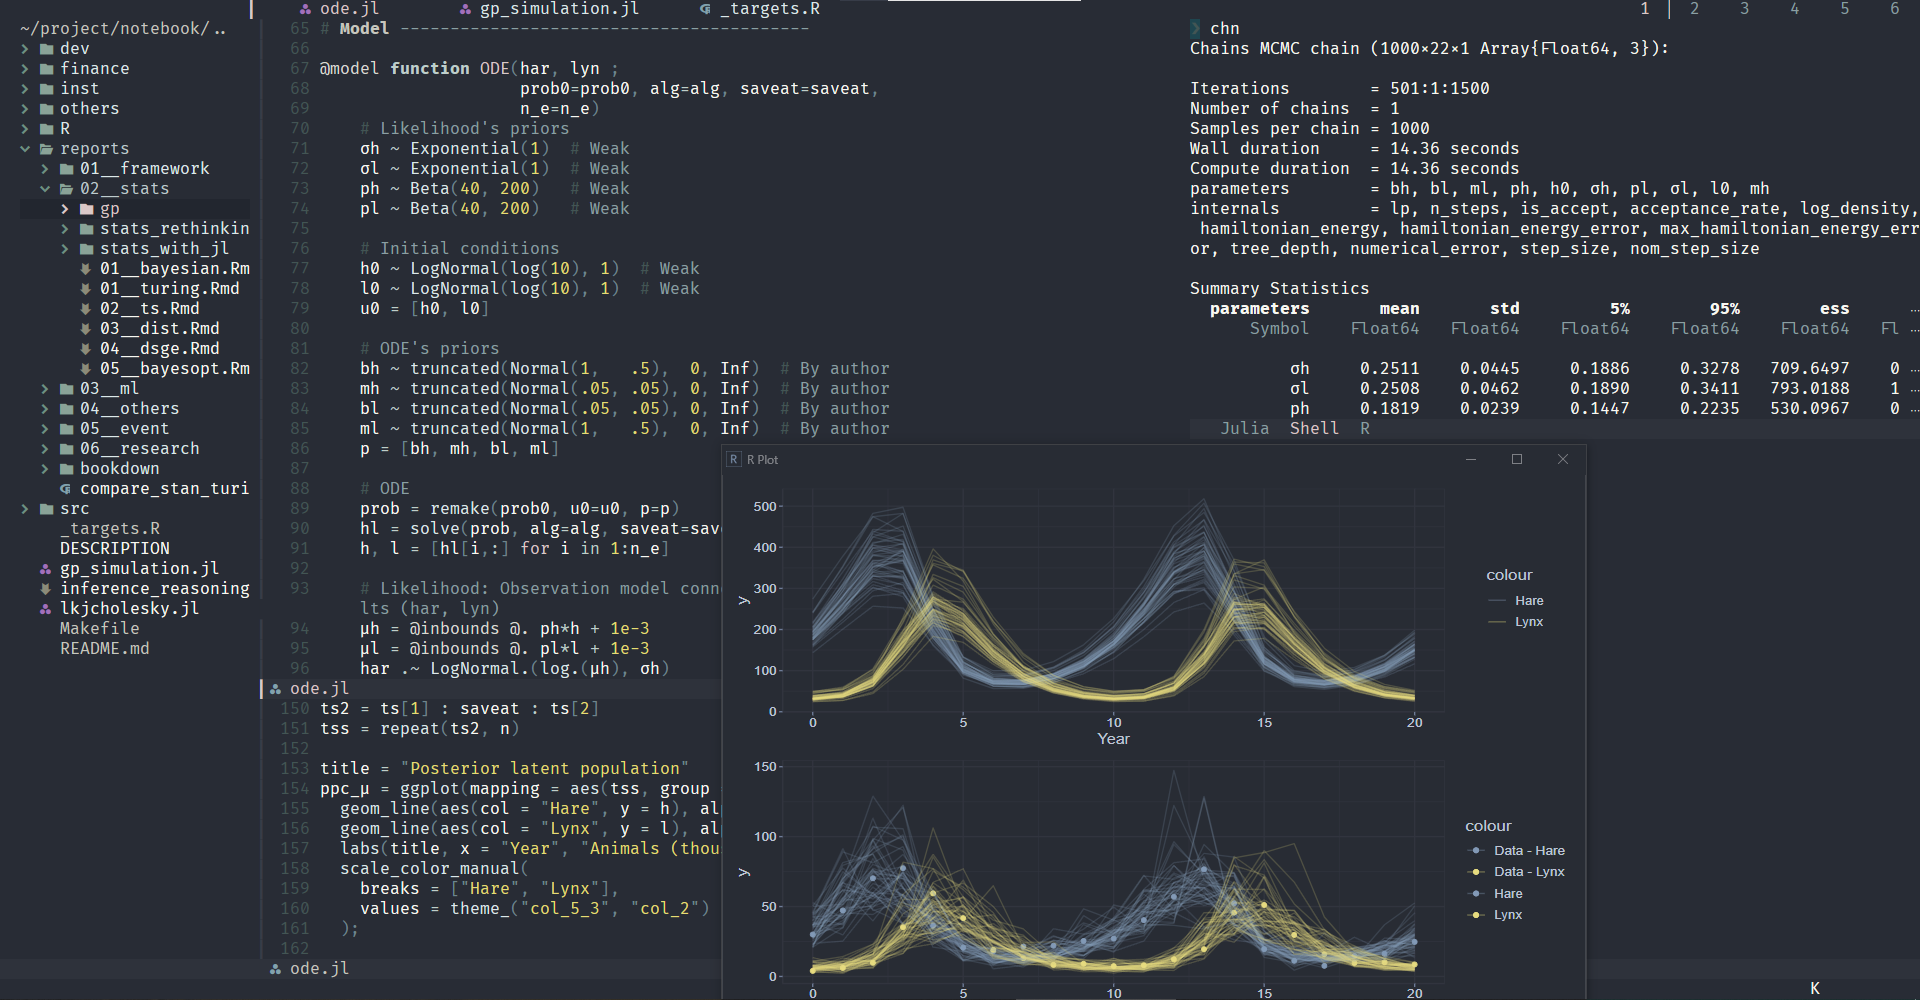 ode.jl gp_simulation.jl _targets.R
1 2 3 4 5 6
~/project/notebook/..
dev
finance
inst
others
R
reports
01__framework
02__stats
gp
stats_rethinkin
stats_with_jl
01__bayesian.Rm
01__turing.Rmd
02__ts.Rmd
03__dist.Rmd
04__dsge.Rmd
05__bayesopt.Rm
03__ml
04__others
05__event
06__research
bookdown
compare_stan_turi
src
_targets.R
DESCRIPTION
gp_simulation.jl
inference_reasoning
lkjcholesky.jl
Makefile
README.md
65 # Model -----------------------------------------
66
67 @model function ODE(har, lyn ;
68 prob0=prob0, alg=alg, saveat=saveat,
69 n_e=n_e)
70 # Likelihood's priors
71 σh ~ Exponential(1) # Weak
72 σl ~ Exponential(1) # Weak
73 ph ~ Beta(40, 200) # Weak
74 pl ~ Beta(40, 200) # Weak
75
76 # Initial conditions
77 h0 ~ LogNormal(log(10), 1) # Weak
78 l0 ~ LogNormal(log(10), 1) # Weak
79 u0 = [h0, l0]
80
81 # ODE's priors
82 bh ~ truncated(Normal(1, .5), 0, Inf) # By author
83 mh ~ truncated(Normal(.05, .05), 0, Inf) # By author
84 bl ~ truncated(Normal(.05, .05), 0, Inf) # By author
85 ml ~ truncated(Normal(1, .5), 0, Inf) # By author
86 p = [bh, mh, bl, ml]
87
88 # ODE
89 prob = remake(prob0, u0=u0, p=p)
90 hl = solve(prob, alg=alg, saveat=sav
91 h, l = [hl[i,:] for i in 1:n_e]
92
93 # Likelihood: Observation model conn
lts (har, lyn)
94 μh = @inbounds @. ph*h + 1e-3
95 μl = @inbounds @. pl*l + 1e-3
96 har .~ LogNormal.(log.(μh), σh)
ode.jl
150 ts2 = ts[1] : saveat : ts[2]
151 tss = repeat(ts2, n)
152
153 title = "Posterior latent population"
154 ppc_μ = ggplot(mapping = aes(tss, group
155 geom_line(aes(col = "Hare", y = h), al
156 geom_line(aes(col = "Lynx", y = l), al
157 labs(title, x = "Year", "Animals (thou
158 scale_color_manual(
159 breaks = ["Hare", "Lynx"],
160 values = theme_("col_5_3", "col_2")
161 );
162
ode.jl
chn
Chains MCMC chain (1000×22×1 Array{Float64, 3}):
Iterations = 501:1:1500
Number of chains = 1
Samples per chain = 1000
Wall duration = 14.36 seconds
Compute duration = 14.36 seconds
parameters = bh, bl, ml, ph, h0, σh, pl, σl, l0, mh
internals = lp, n_steps, is_accept, acceptance_rate, log_density,
hamiltonian_energy, hamiltonian_energy_error, max_hamiltonian_energy_err
or, tree_depth, numerical_error, step_size, nom_step_size
Summary Statistics
parameters mean std 5% 95% ess …
Symbol Float64 Float64 Float64 Float64 Float64 Fl …
σh 0.2511 0.0445 0.1886 0.3278 709.6497 0 …
σl 0.2508 0.0462 0.1890 0.3411 793.0188 1 …
ph 0.1819 0.0239 0.1447 0.2235 530.0967 0 …
Julia Shell R
R R Plot
500
400
300
200
100
0
y
0 5 10 15 20
Year
colour
Hare
Lynx
150
100
50
0
y
0 5 10 15 20
colour
Data - Hare
Data - Lynx
Hare
Lynx
K